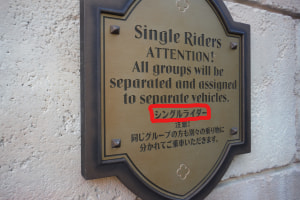 Single Riders
ATTENTION!
All groups will be
separated and assigned
to separate vehicles.
シングルライダー
注意!
同じグループの方も別々の乗り物に
分かれてご乗車いただきます。